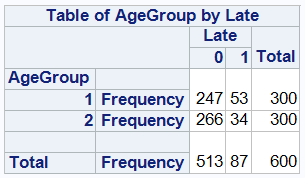 Table of AgeGroup by Late
Late
0 1 Total
AgeGroup
1 Frequency 247 53 300
2 Frequency 266 34 300
Total Frequency 513 87 600